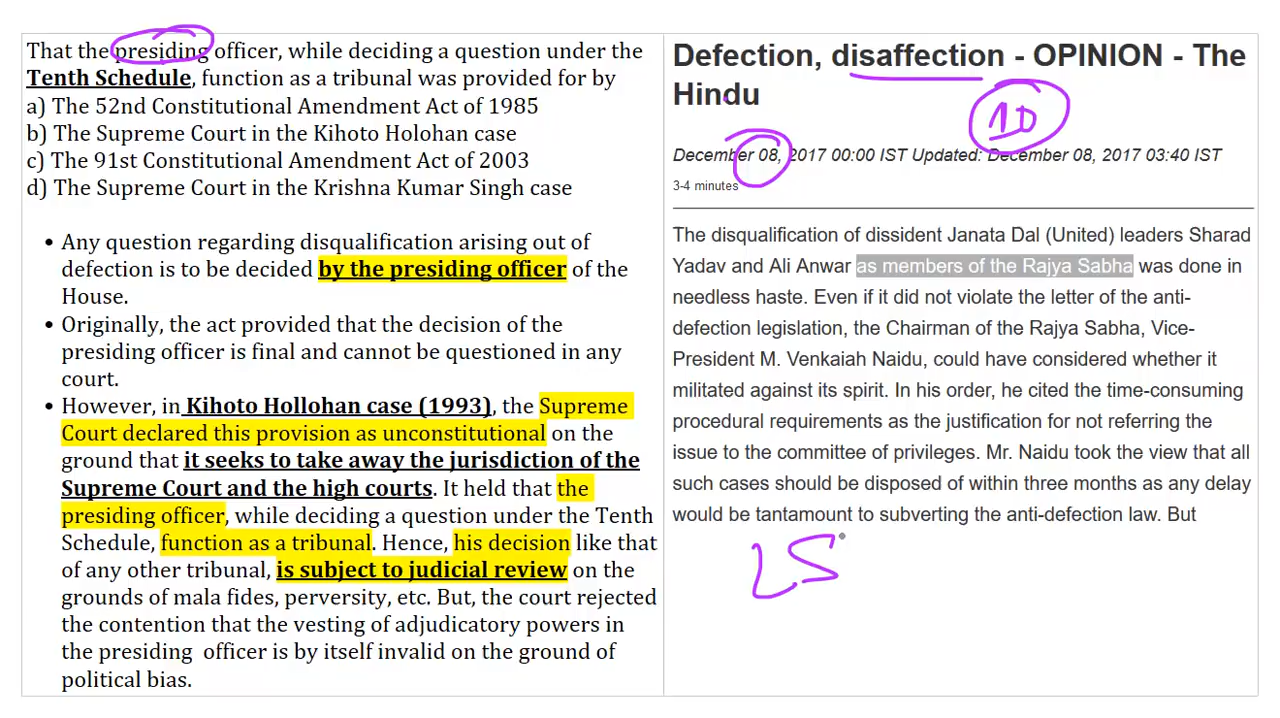 That the presiding officer, while deciding a question under the
Tenth Schedule, function as a tribunal was provided for by
a) The 52nd Constitutional Amendment Act of 1985
b) The Supreme Court in the Kihoto Holohan case
c) The 91st Constitutional Amendment Act of 2003
d) The Supreme Court in the Krishna Kumar Singh case
• Any question regarding disqualification arising out of
defection is to be decided by the presiding officer of the
House.
• Originally, the act provided that the decision of the
presiding officer is final and cannot be questioned in any
court.
• However, in Kihoto Hollohan case (1993), the Supreme
Court declared this provision as unconstitutional on the
ground that it seeks to take away the jurisdiction of the
Supreme Court and the high courts. It held that the
presiding officer, while deciding a question under the Tenth
Schedule, function as a tribunal. Hence, his decision like that
of any other tribunal, is subject to judicial review on the
grounds of mala fides, perversity, etc. But, the court rejected
the contention that the vesting of adjudicatory powers in
the presiding officer is by itself invalid on the ground of
political bias.
Defection, disaffection - OPINION - The
Hindu
10
December 08, 2017 00:00 IST Updated: December 08, 2017 03:40 IST
3-4 minutes
The disqualification of dissident Janata Dal (United) leaders Sharad
Yadav and Ali Anwar as members of the Rajya Sabha was done in
needless haste. Even if it did not violate the letter of the anti-
defection legislation, the Chairman of the Rajya Sabha, Vice-
President M. Venkaiah Naidu, could have considered whether it
militated against its spirit. In his order, he cited the time-consuming
procedural requirements as the justification for not referring the
issue to the committee of privileges. Mr. Naidu took the view that all
such cases should be disposed of within three months as any delay
would be tantamount to subverting the anti-defection law. But
LS